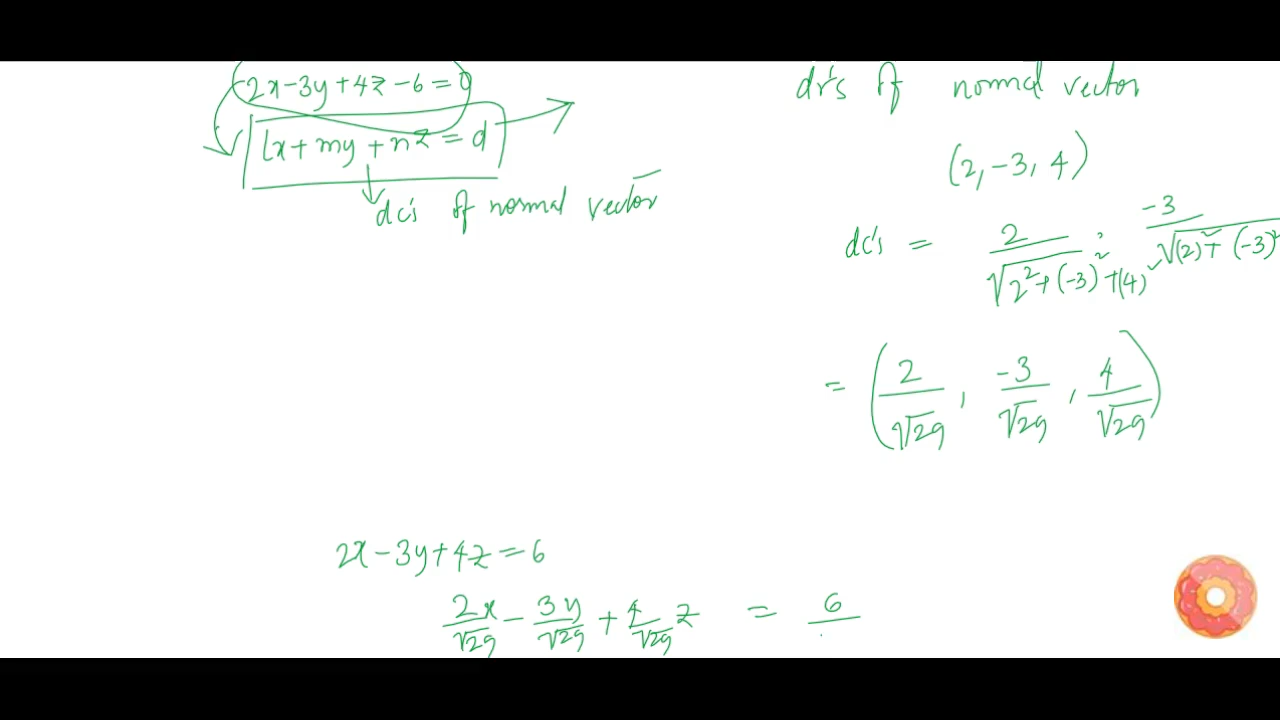 2x-3y+4z-6=0
lx+my+nz=d
dc's of normal vector
dr's of normal vector
(2,-3,4)
dc's = 2/√2²+(-3)²+(4)² , -3/√(2)²+(-3)²
= (2/√29, -3/√29, 4/√29)
2x-3y+4z=6
2x/√29 - 3y/√29 + 4/√29 z = 6